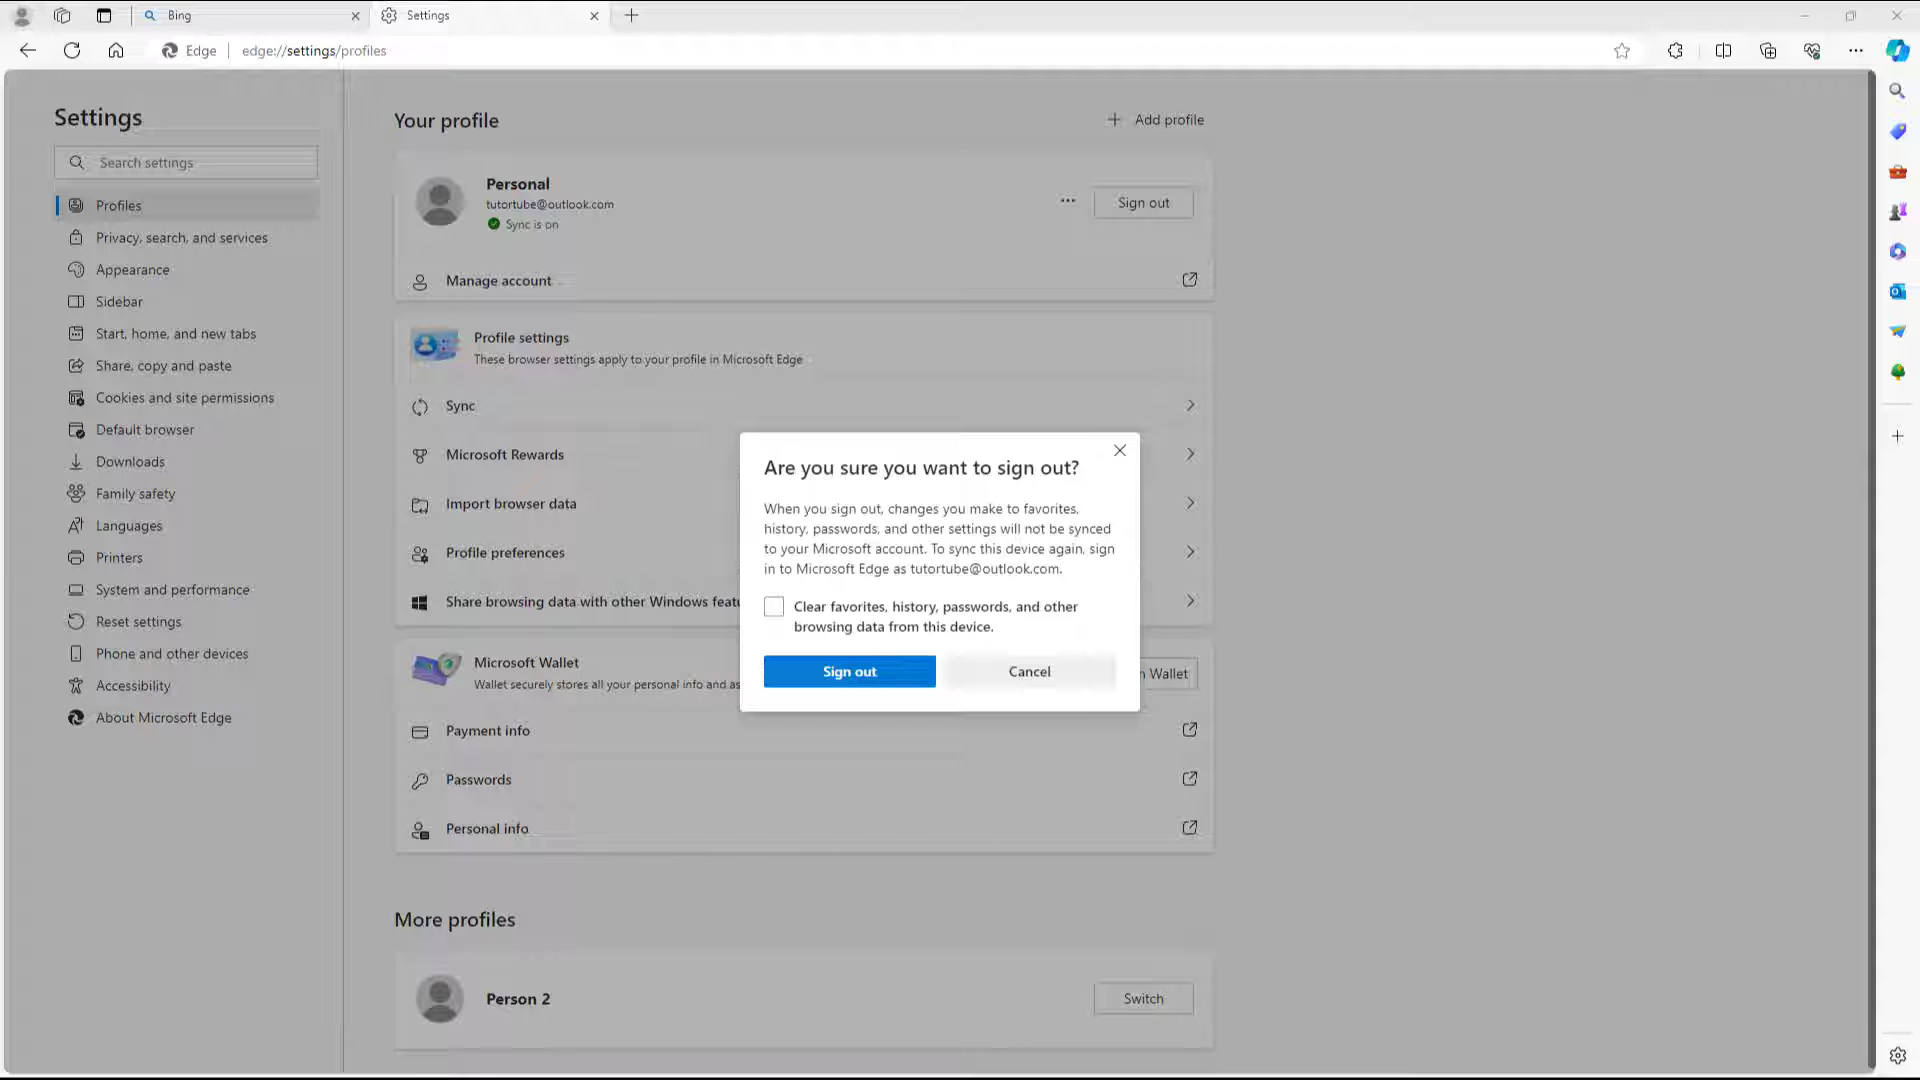 Bing
Settings
Edge
edge://settings/profiles
Settings
Search settings
Profiles
Privacy, search, and services
Appearance
Sidebar
Start, home, and new tabs
Share, copy and paste
Cookies and site permissions
Default browser
Downloads
Family safety
Languages
Printers
System and performance
Reset settings
Phone and other devices
Accessibility
About Microsoft Edge
Your profile
Add profile
Personal
tutortube@outlook.com
Sync is on
Sign out
Manage account
Profile settings
These browser settings apply to your profile in Microsoft Edge
Sync
Microsoft Rewards
Import browser data
Profile preferences
Share browsing data with other Windows featu
Microsoft Wallet
Wallet securely stores all your personal info and as
n Wallet
Payment info
Passwords
Personal info
More profiles
Person 2
Switch
Are you sure you want to sign out?
When you sign out, changes you make to favorites,
history, passwords, and other settings will not be synced
to your Microsoft account. To sync this device again, sign
in to Microsoft Edge as tutortube@outlook.com.
Clear favorites, history, passwords, and other
browsing data from this device.
Sign out
Cancel